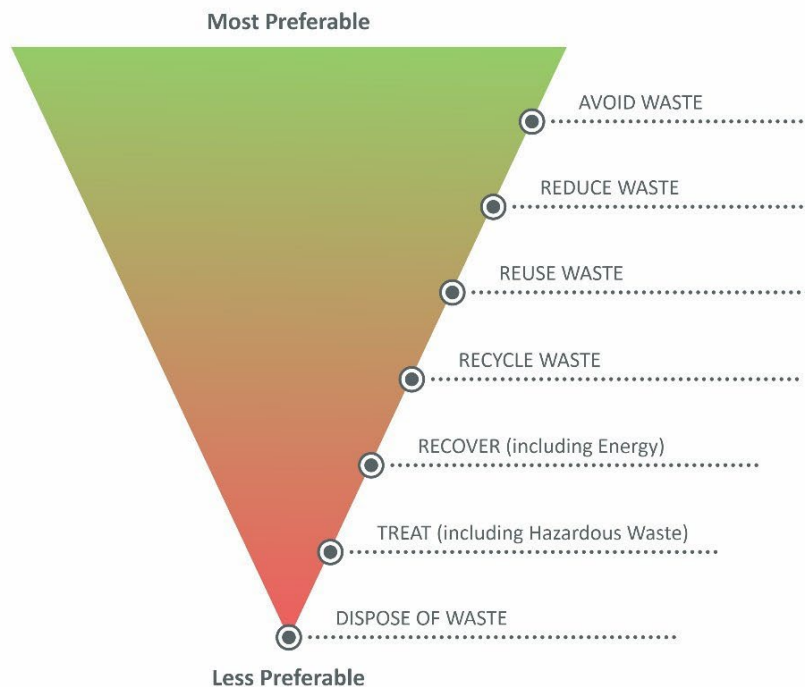 Most Preferable
AVOID WASTE
REDUCE WASTE
REUSE WASTE
RECYCLE WASTE
RECOVER (including Energy)
TREAT (including Hazardous Waste)
DISPOSE OF WASTE
Less Preferable